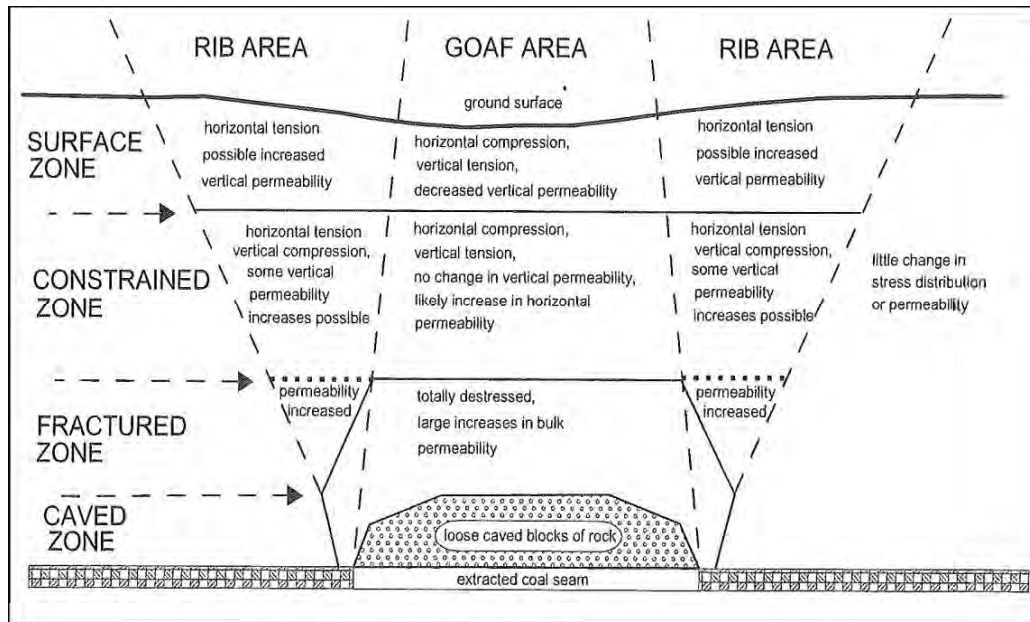 RIB AREA
GOAF AREA
RIB AREA
ground surface
SURFACE
ZONE
horizontal tension
possible increased
vertical permeability
horizontal compression,
vertical tension,
decreased vertical permeability
horizontal tension
possible increased
vertical permeability
CONSTRAINED
ZONE
horizontal tension
vertical compression,
some vertical
permeability
increases possible
horizontal compression,
vertical tension,
no change in vertical permeability,
likely increase in horizontal
permeability
horizontal tension
vertical compression,
some vertical
permeability
increases possible
little change in
stress distribution
or permeability
FRACTURED
ZONE
permeability
increased
totally destressed,
large increases in bulk
permeability
permeability
increased
CAVED
ZONE
loose caved blocks of rock
extracted coal seam